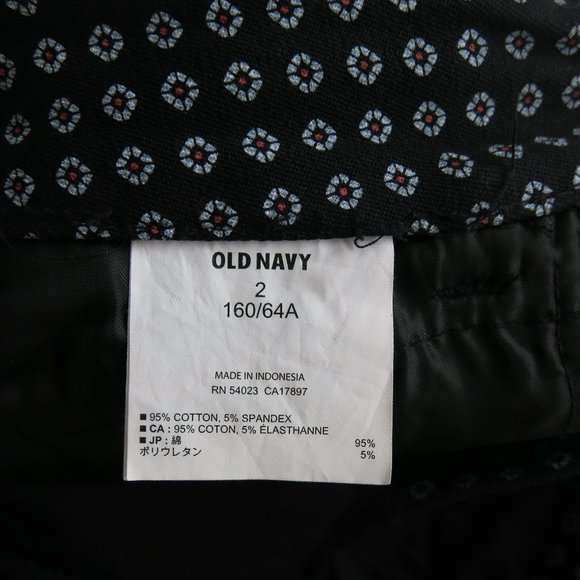 OLD NAVY
2
160/64A
MADE IN INDONESIA
RN 54023 CA17897
■ 95% COTTON, 5% SPANDEX
■ CA : 95% COTON, 5% ÉLASTHANNE
■ JP : 綿 95%
ポリウレタン 5%